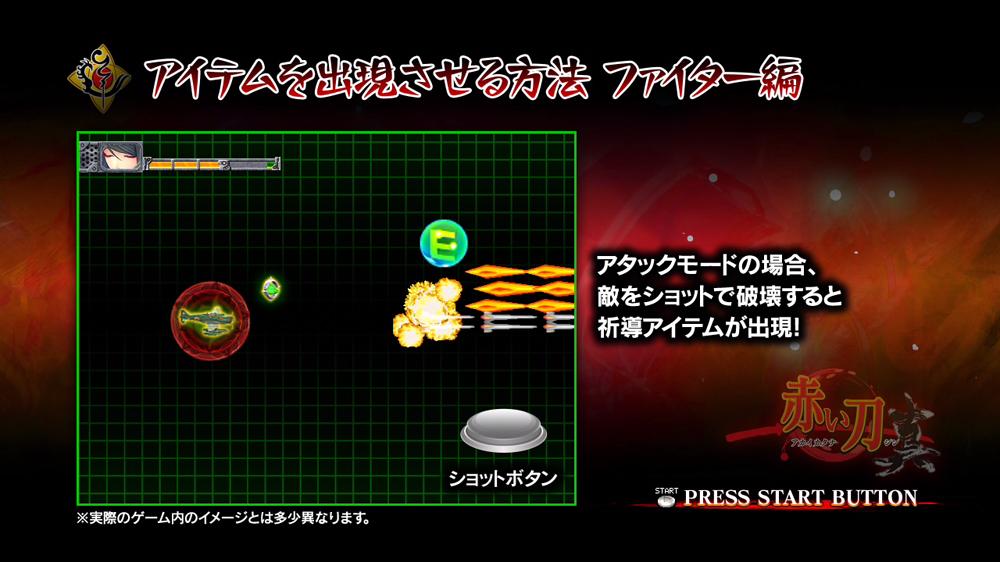 アイテムを出現させる方法 ファイター編
E
アタックモードの場合、
敵をショットで破壊すると
祈導アイテムが出現!
ショットボタン
赤い刀真
アカイカタナ シン
START
PRESS START BUTTON
※実際のゲーム内のイメージとは多少異なります。